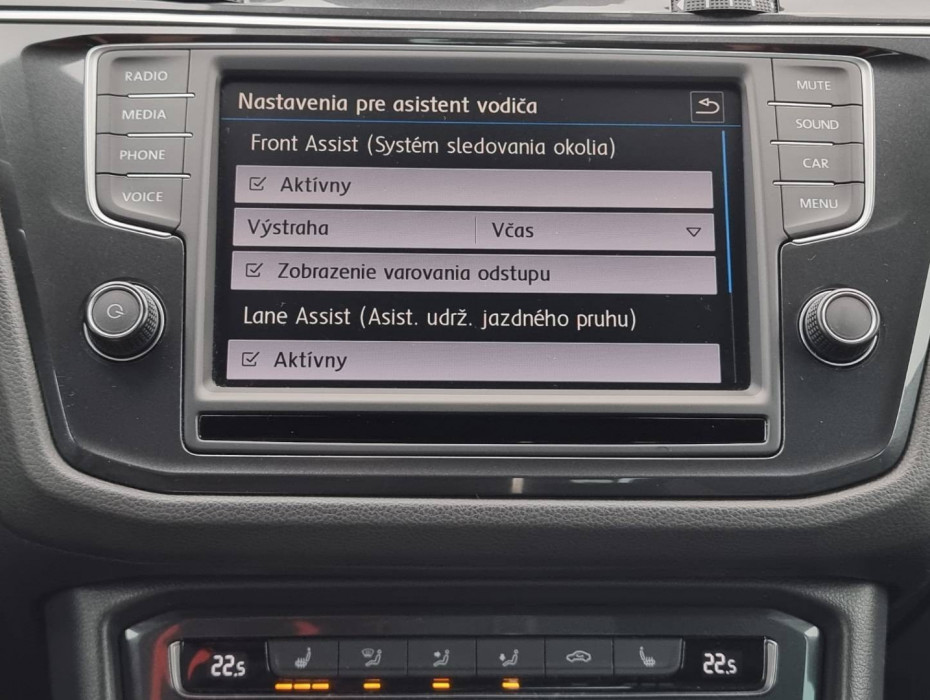 RADIO
MEDIA
PHONE
VOICE
Nastavenia pre asistent vodiča
Front Assist (Systém sledovania okolia)
Aktívny
Výstraha Včas
Zobrazenie varovania odstupu
Lane Assist (Asist. udrž. jazdného pruhu)
Aktívny
MUTE
SOUND
CAR
MENU
22.5
22.5